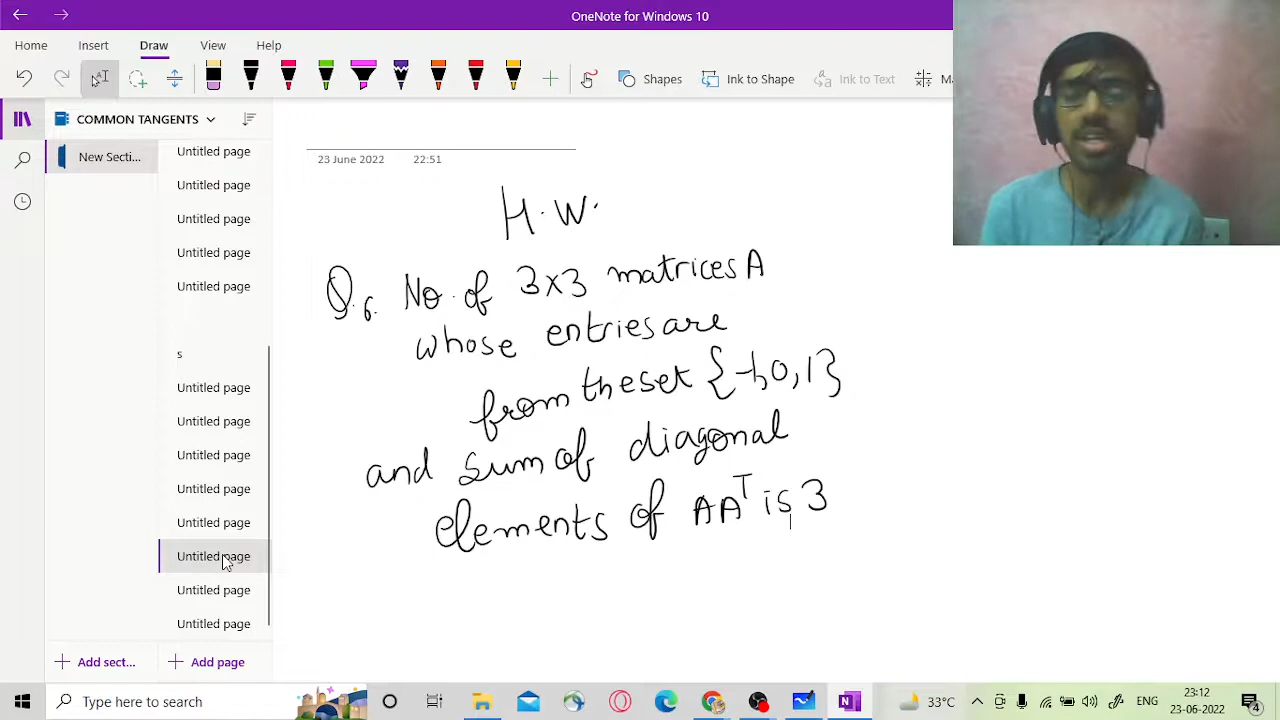 OneNote for Windows 10
Home Insert Draw View Help
Shapes Ink to Shape Ink to Text
COMMON TANGENTS
New Secti...
Untitled page
Untitled page
Untitled page
Untitled page
Untitled page
s
Untitled page
Untitled page
Untitled page
Untitled page
Untitled page
Untitled page
Untitled page
Untitled page
Add sect... Add page
23 June 2022 22:51
H.W.
Q.6. No. of 3x3 matrices A
whose entries are
from the set {-1,0,1}
and sum of diagonal
elements of AA^T is 3
Type here to search
33°C
23:12
23-06-2022
4